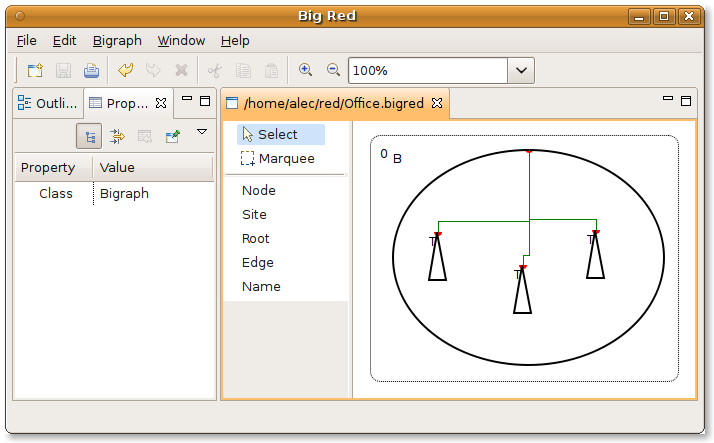 Big Red
File Edit Bigraph Window Help
100%
Outli... Prop...
/home/alec/red/Office.bigred
Property Value
Class Bigraph
Select
Marquee
Node
Site
Root
Edge
Name
0 B
T T
T